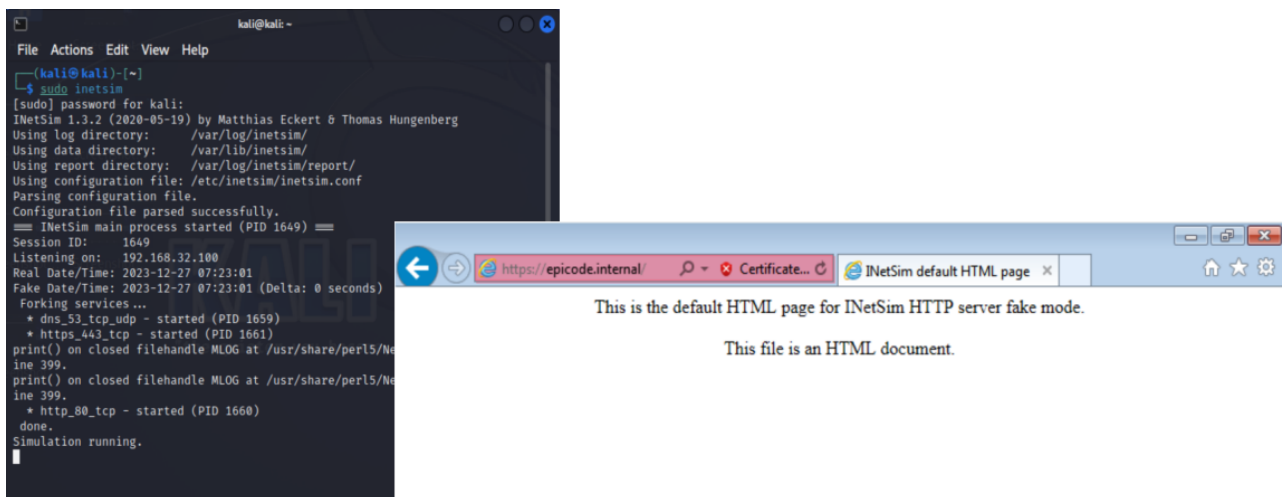 kali@kali: ~
File Actions Edit View Help
┌──(kali㉿kali)-[~]
└─$ sudo inetsim
[sudo] password for kali:
INetSim 1.3.2 (2020-05-19) by Matthias Eckert & Thomas Hungenberg
Using log directory:      /var/log/inetsim/
Using data directory:     /var/lib/inetsim/
Using report directory:   /var/log/inetsim/report/
Using configuration file: /etc/inetsim/inetsim.conf
Parsing configuration file.
Configuration file parsed successfully.
=== INetSim main process started (PID 1649) ===
Session ID:     1649
Listening on:   192.168.32.100
Real Date/Time: 2023-12-27 07:23:01
Fake Date/Time: 2023-12-27 07:23:01 (Delta: 0 seconds)
 Forking services...
  * dns_53_tcp_udp - started (PID 1659)
  * https_443_tcp - started (PID 1661)
print() on closed filehandle MLOG at /usr/share/perl5/Ne
ine 399.
print() on closed filehandle MLOG at /usr/share/perl5/Ne
ine 399.
  * http_80_tcp - started (PID 1660)
 done.
Simulation running.
KALI
https://epicode.internal/ Certificate... INetSim default HTML page
This is the default HTML page for INetSim HTTP server fake mode.
This file is an HTML document.